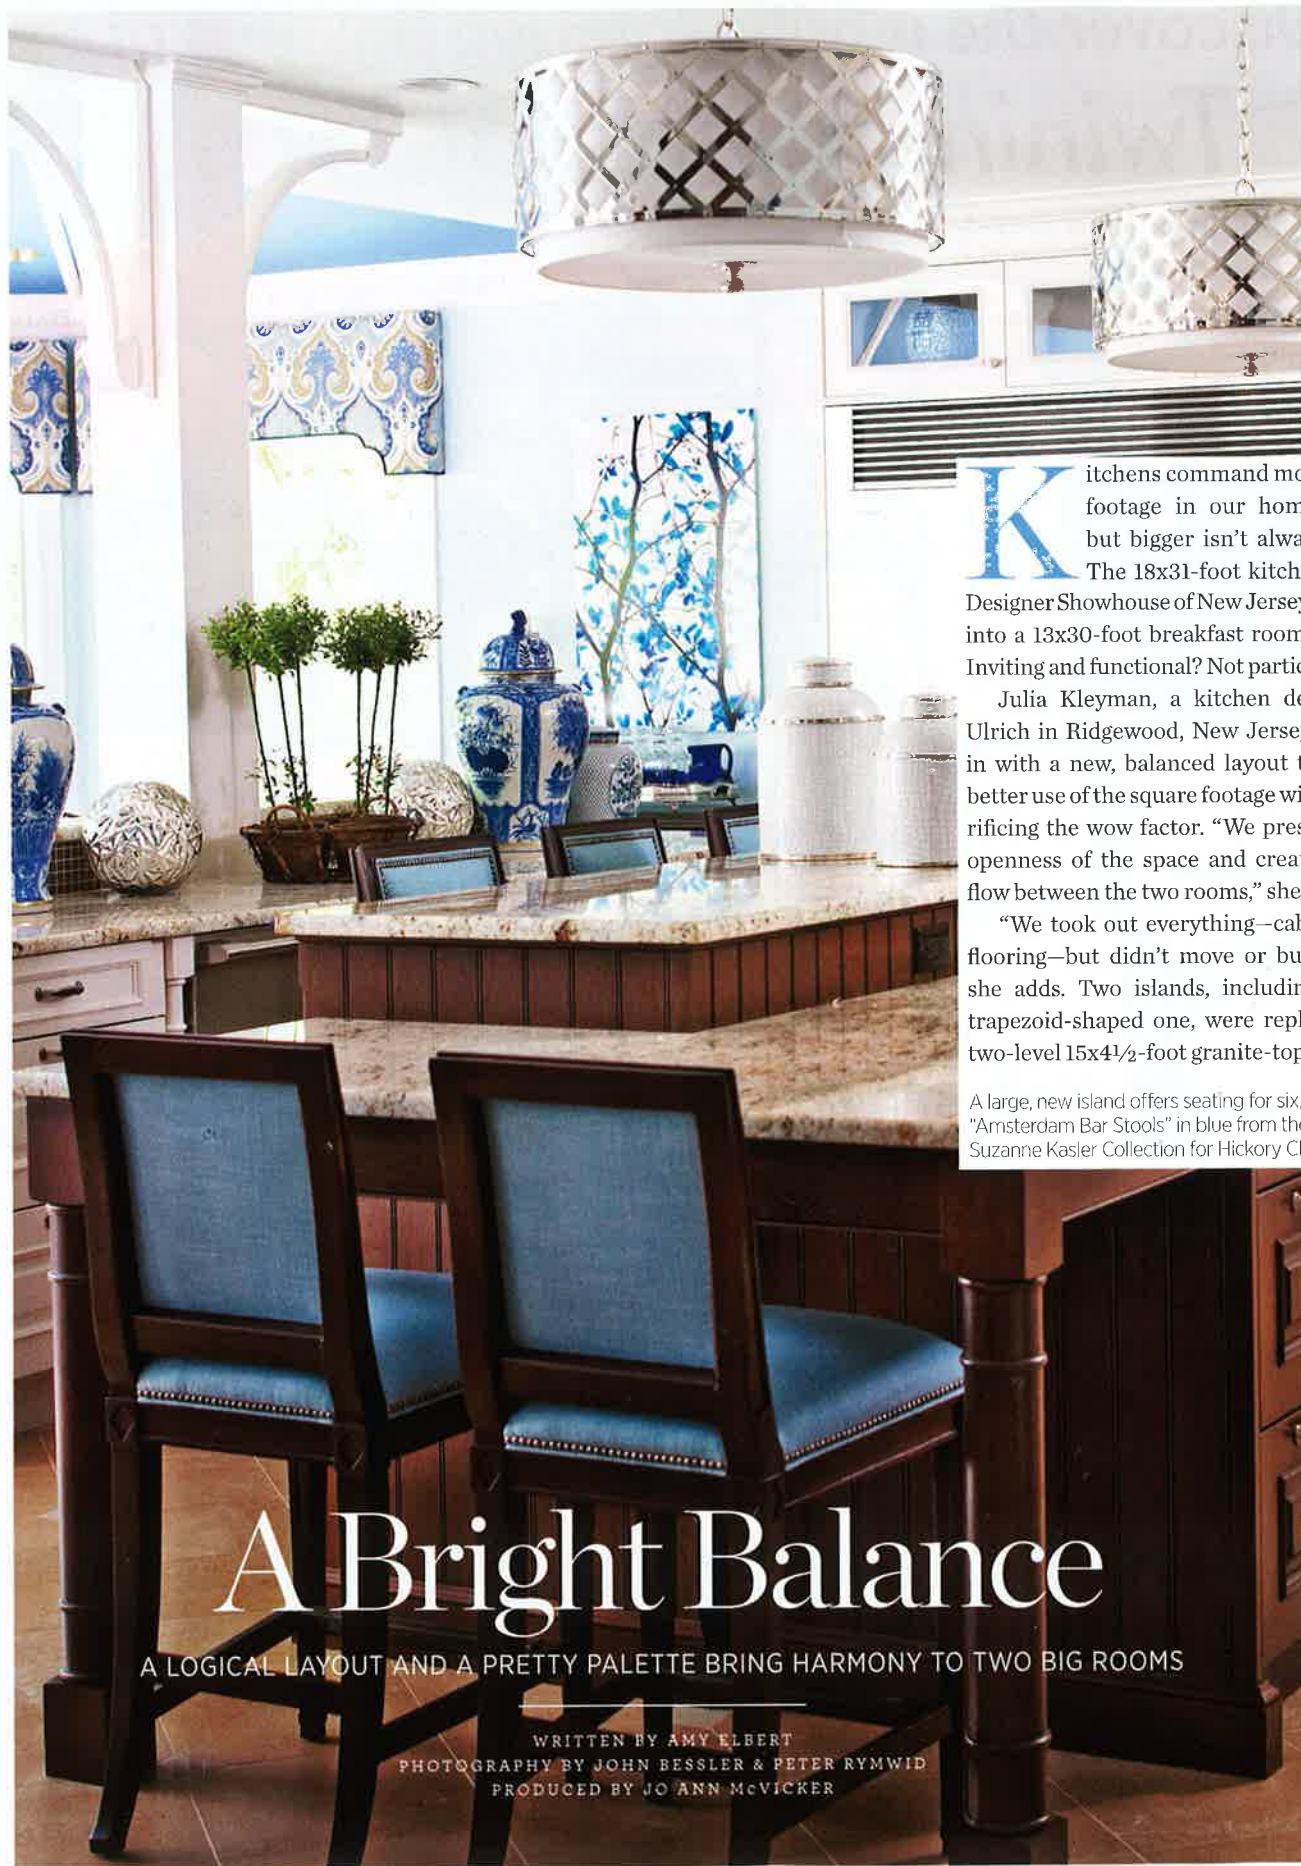 Kitchens command mo
footage in our hom
but bigger isn't alwa
The 18x31-foot kitch
Designer Showhouse of New Jersey
into a 13x30-foot breakfast room
Inviting and functional? Not partic
Julia Kleyman, a kitchen de
Ulrich in Ridgewood, New Jerse
in with a new, balanced layout t
better use of the square footage wi
rificing the wow factor. “We pres
openness of the space and crea
flow between the two rooms,” she
“We took out everything—cab
flooring—but didn't move or bu
she adds. Two islands, includin
trapezoid-shaped one, were repl
two-level 15x4½-foot granite-top
A large, new island offers seating for six,
"Amsterdam Bar Stools" in blue from the
Suzanne Kasler Collection for Hickory C
A Bright Balance
A LOGICAL LAYOUT AND A PRETTY PALETTE BRING HARMONY TO TWO BIG ROOMS
WRITTEN BY AMY ELBERT
PHOTOGRAPHY BY JOHN BESSLER & PETER RYMWID
PRODUCED BY JO ANN McVICKER